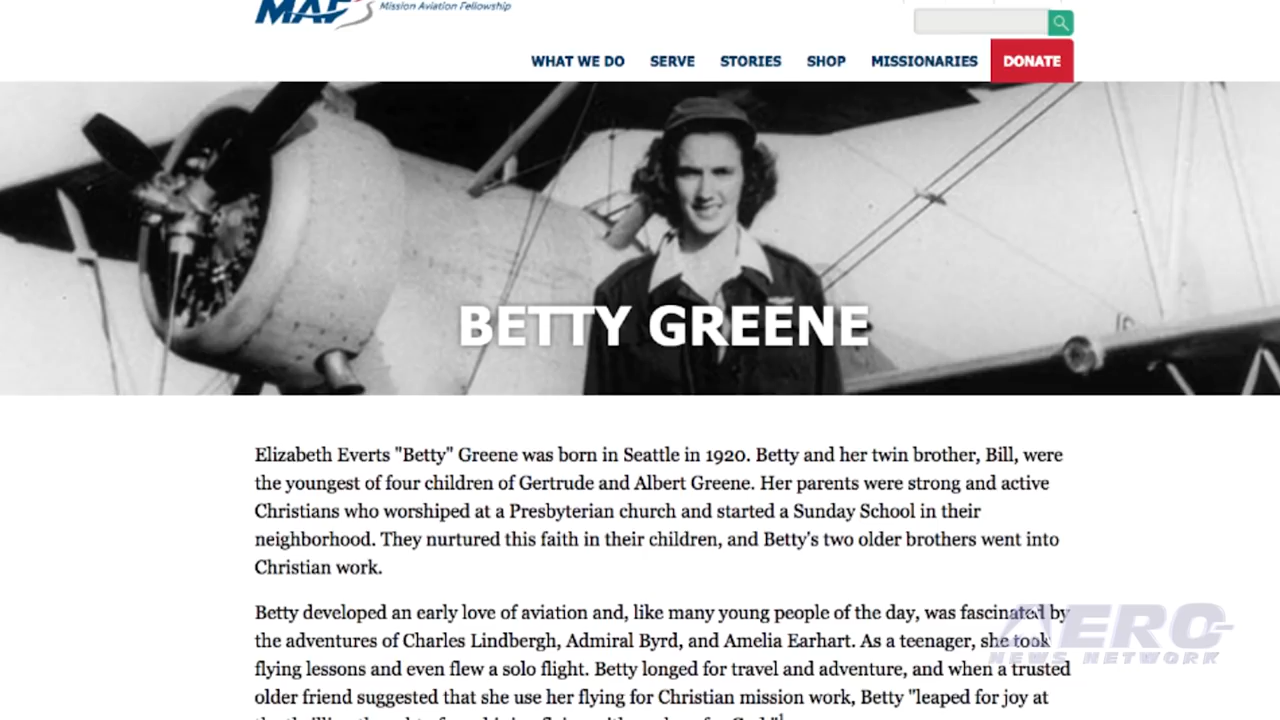 MAF Mission Aviation Fellowship
WHAT WE DO SERVE STORIES SHOP MISSIONARIES DONATE
BETTY GREENE
Elizabeth Everts "Betty" Greene was born in Seattle in 1920. Betty and her twin brother, Bill, were
the youngest of four children of Gertrude and Albert Greene. Her parents were strong and active
Christians who worshiped at a Presbyterian church and started a Sunday School in their
neighborhood. They nurtured this faith in their children, and Betty's two older brothers went into
Christian work.
Betty developed an early love of aviation and, like many young people of the day, was fascinated by
the adventures of Charles Lindbergh, Admiral Byrd, and Amelia Earhart. As a teenager, she took
flying lessons and even flew a solo flight. Betty longed for travel and adventure, and when a trusted
older friend suggested that she use her flying for Christian mission work, Betty "leaped for joy at
AERO
NEWS NETWORK